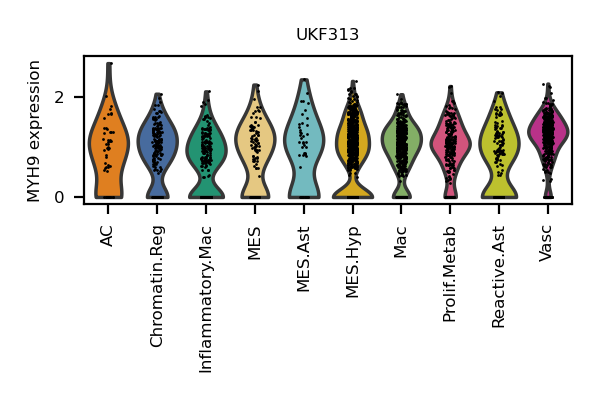 UKF313
MYH9 expression
2
0
AC
Chromatin.Reg
Inflammatory.Mac
MES
MES.Ast
MES.Hyp
Mac
Prolif.Metab
Reactive.Ast
Vasc